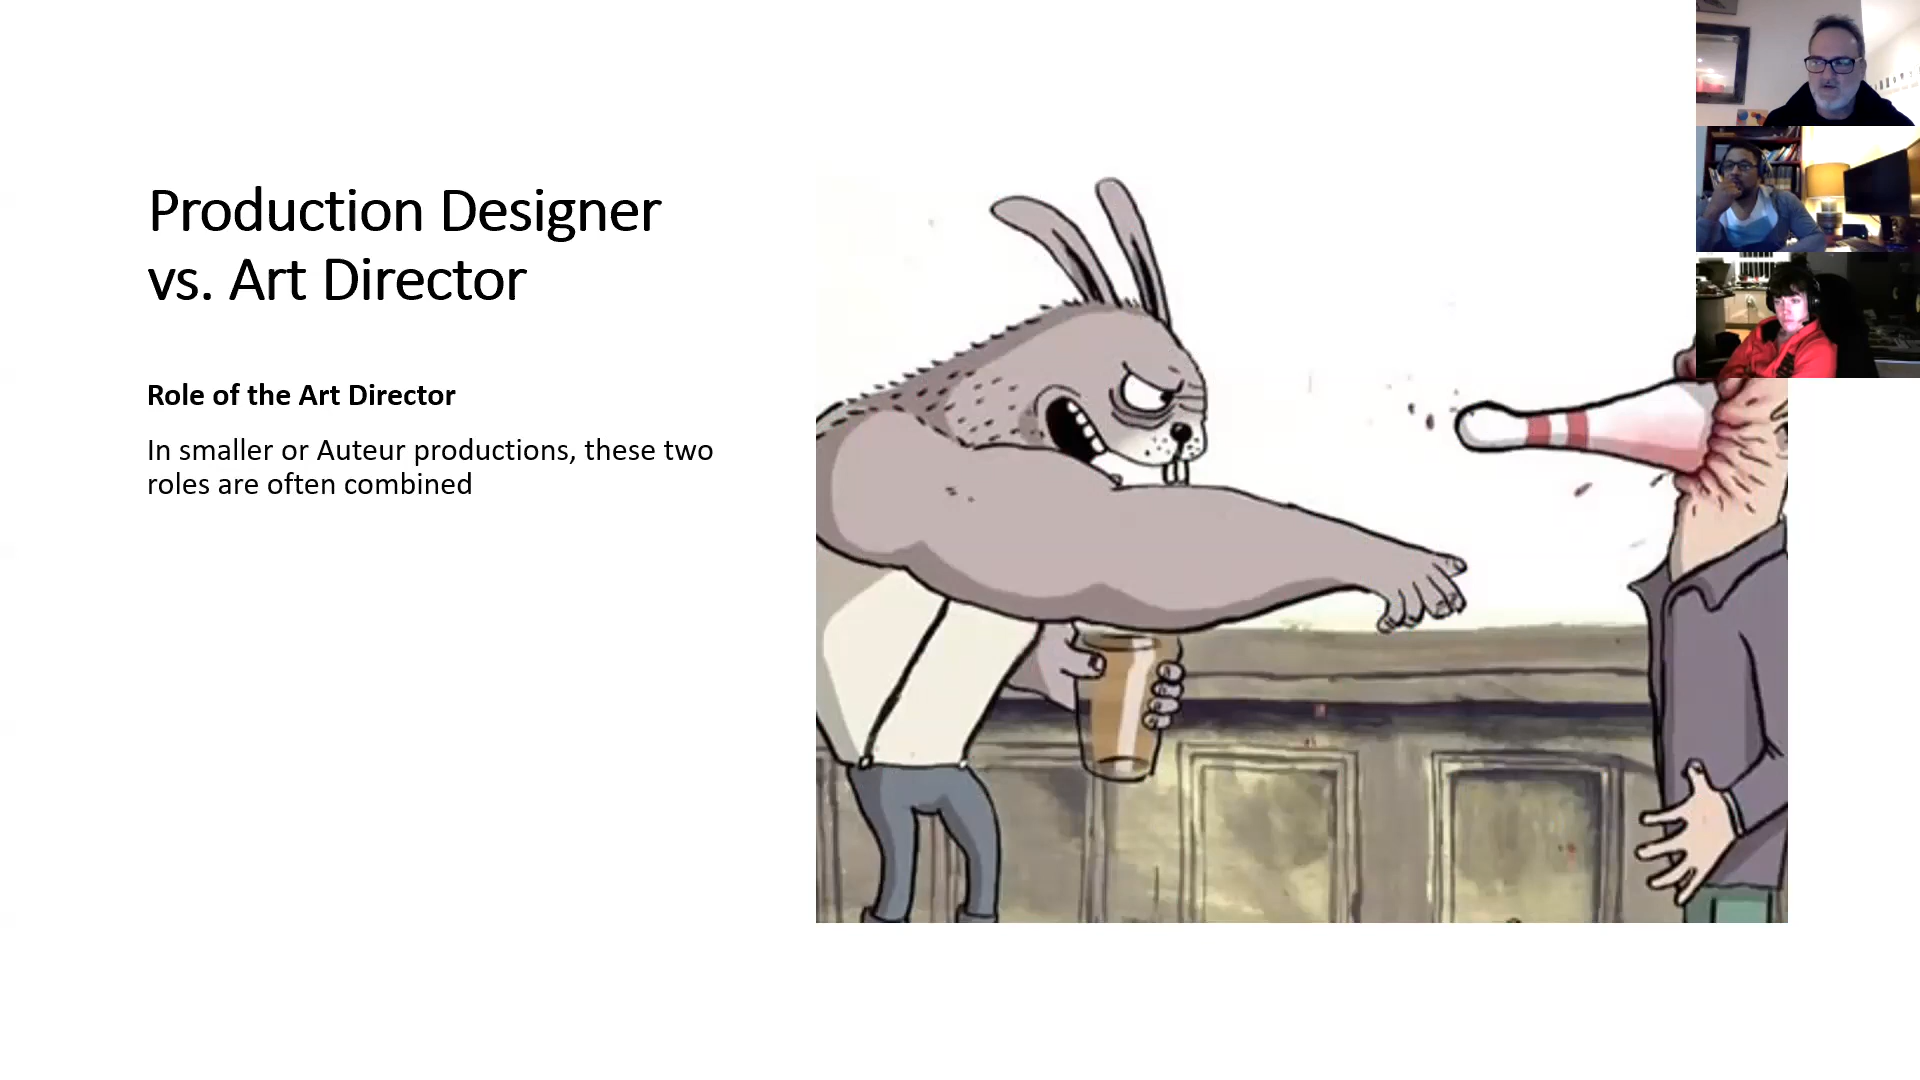 Production Designer
vs. Art Director
Role of the Art Director
In smaller or Auteur productions, these two
roles are often combined